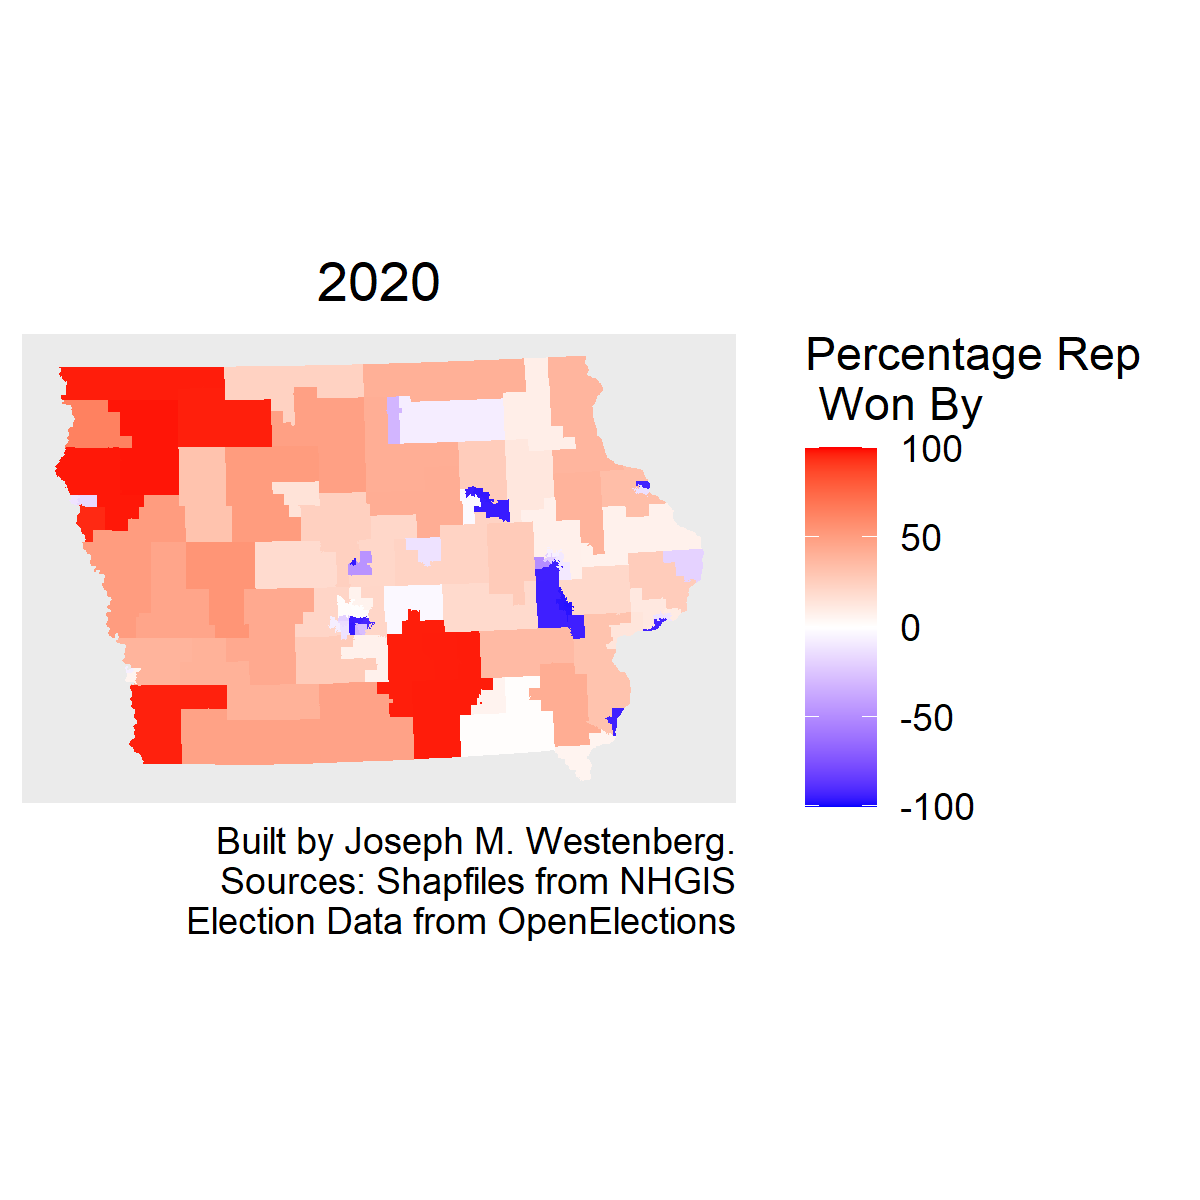 2020
Percentage Rep
Won By
100
50
0
-50
-100
Built by Joseph M. Westenberg.
Sources: Shapfiles from NHGIS
Election Data from OpenElections